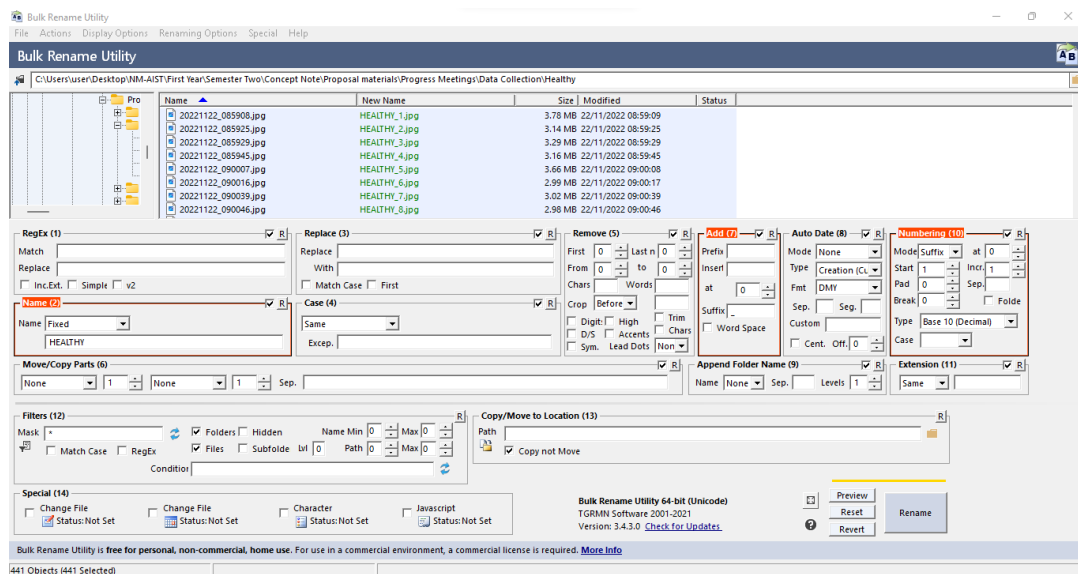 Bulk Rename Utility
File Actions Display Options Renaming Options Special Help
Bulk Rename Utility
C:\Users\user\Desktop\NM-AIST\First Year\Semester Two\Concept Note\Proposal materials\Progress Meetings\Data Collection\Healthy
Pro
Name New Name Size Modified Status
20221122_085908.jpg HEALTHY_1.jpg 3.78 MB 22/11/2022 08:59:09
20221122_085925.jpg HEALTHY_2.jpg 3.14 MB 22/11/2022 08:59:25
20221122_085929.jpg HEALTHY_3.jpg 3.29 MB 22/11/2022 08:59:29
20221122_085945.jpg HEALTHY_4.jpg 3.16 MB 22/11/2022 08:59:45
20221122_090007.jpg HEALTHY_5.jpg 3.66 MB 22/11/2022 09:00:08
20221122_090016.jpg HEALTHY_6.jpg 2.99 MB 22/11/2022 09:00:17
20221122_090039.jpg HEALTHY_7.jpg 3.02 MB 22/11/2022 09:00:39
20221122_090046.jpg HEALTHY_8.jpg 2.98 MB 22/11/2022 09:00:46
RegEx (1) R
Match
Replace
Inc.Ext. Simple v2
Name (2) R
Name Fixed
HEALTHY
Replace (3) R
Replace
With
Match Case First
Case (4) R
Same
Excep.
Remove (5) R
First 0 Last n 0
From 0 to 0
Chars Words
Crop Before
Digit: High Trim
D/S Accents Chars
Sym. Lead Dots Non
Add (7) R
Prefix
Insert
at 0
Suffix _
Word Space
Auto Date (8) R
Mode None
Type Creation (Cu
Fmt DMY
Sep. Seg.
Custom
Cent. Off. 0
Numbering (10) R
Mode Suffix at 0
Start 1 Incr. 1
Pad 0 Sep.
Break 0 Folde
Type Base 10 (Decimal)
Case
Move/Copy Parts (6) R
None 1 None 1 Sep.
Append Folder Name (9) R
Name None Sep. Levels 1
Extension (11) R
Same
Filters (12) R
Mask * Folders Hidden Name Min 0 Max 0
Match Case RegEx Files Subfolde lvl 0 Path 0 Max 0
Condition
Copy/Move to Location (13) R
Path
Copy not Move
Special (14)
Change File Change File Character Javascript
Status: Not Set Status: Not Set Status: Not Set Status: Not Set
Bulk Rename Utility 64-bit (Unicode)
TGRMN Software 2001-2021
Version: 3.4.3.0 Check for Updates
Preview
Reset
Revert
Rename
Bulk Rename Utility is free for personal, non-commercial, home use. For use in a commercial environment, a commercial license is required. More Info
441 Objects (441 Selected)